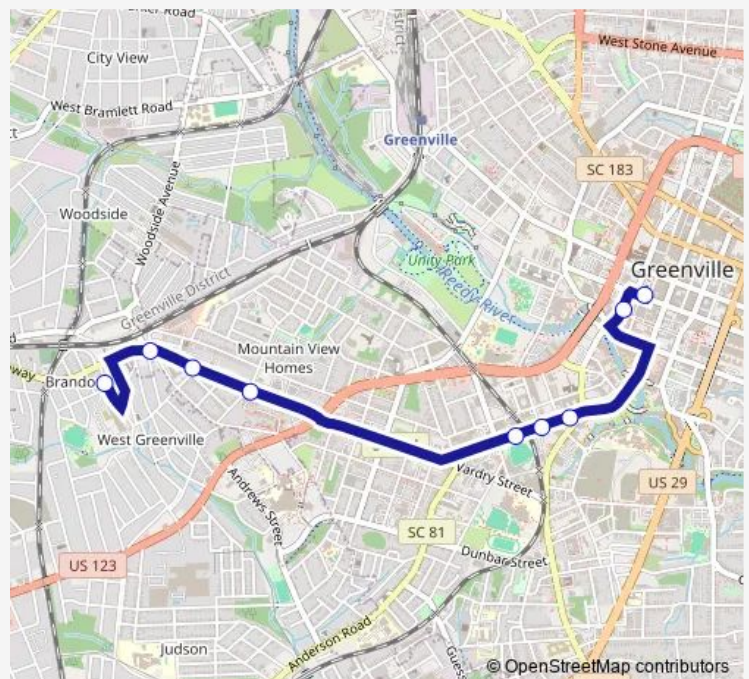 City View
West Bramlett Road
Woodside Avenue
Woodside
Greenville District
Greenville
West Stone Avenue
SC 183
Unity Park
Reedy River
Greenville
Mountain View
Homes
Brando
West Greenville
Andrews Street
Vardry Street
US 29
SC 81
Dunbar Street
US 123
Anderson Road
Judson
© OpenStreetMap contributors